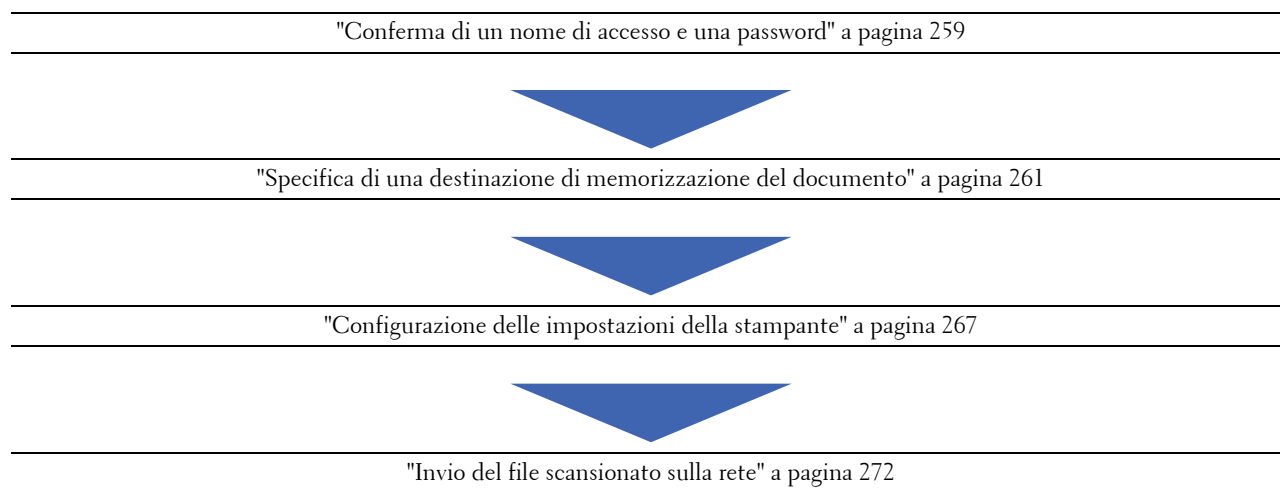 "Conferma di un nome di accesso e una password" a pagina 259
"Specifica di una destinazione di memorizzazione del documento" a pagina 261
"Configurazione delle impostazioni della stampante" a pagina 267
"Invio del file scansionato sulla rete" a pagina 272